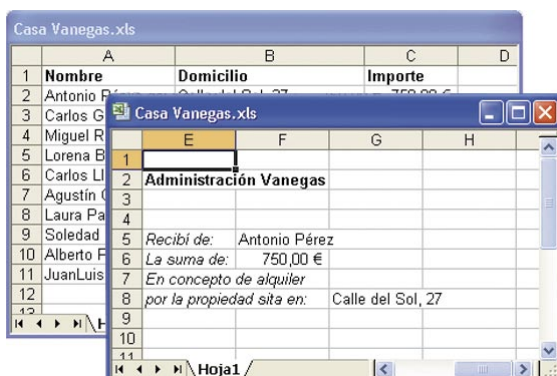 Casa Vanegas.xls
A B C D
1 Nombre Domicilio Importe
2 Antonio
3 Carlos G
4 Miguel R
5 Lorena B
6 Carlos Ll
7 Agustín
8 Laura Pa
9 Soledad
10 Alberto F
11 JuanLuis
12
Casa Vanegas.xls
E F G H
1
2 Administración Vanegas
3
4
5 Recibí de: Antonio Pérez
6 La suma de: 750,00 €
7 En concepto de alquiler
8 por la propiedad sita en: Calle del Sol, 27
9
10
11
Hoja1